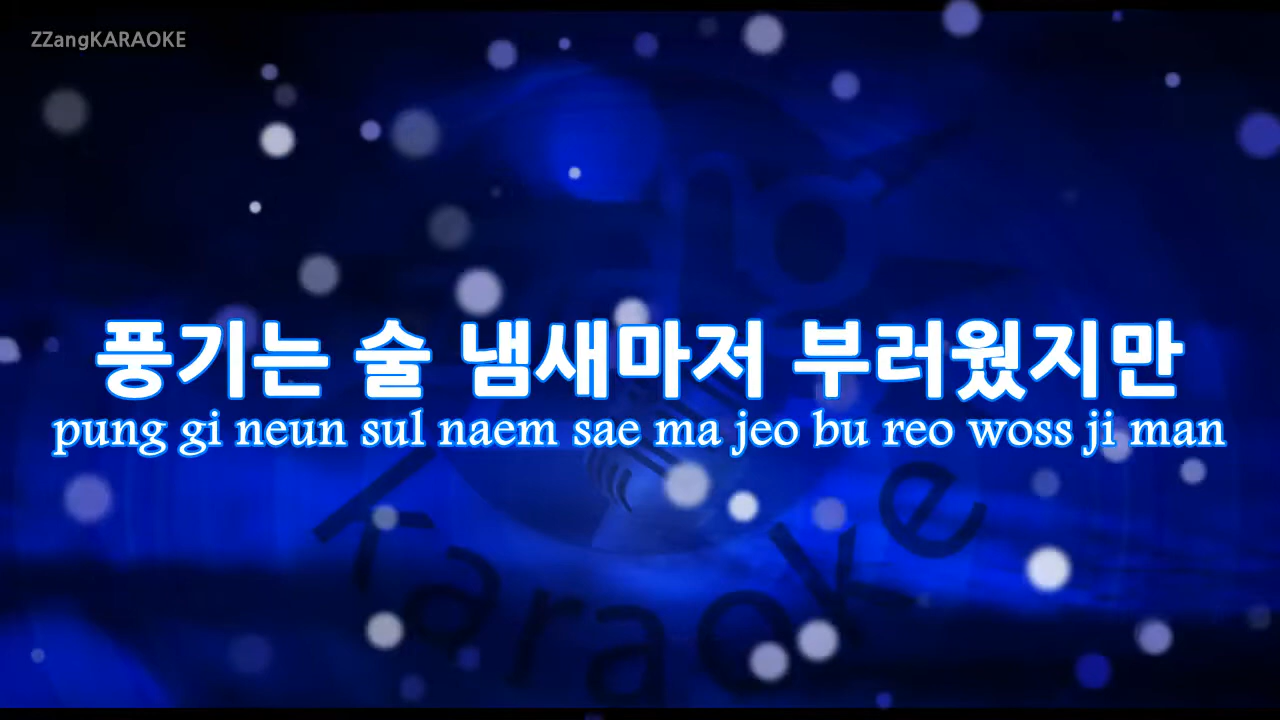 ZZangKARAOKE
풍기는 술 냄새마저 부러웠지만
pung gi neun sul naem sae ma jeo bu reo woss ji man
Karaoke